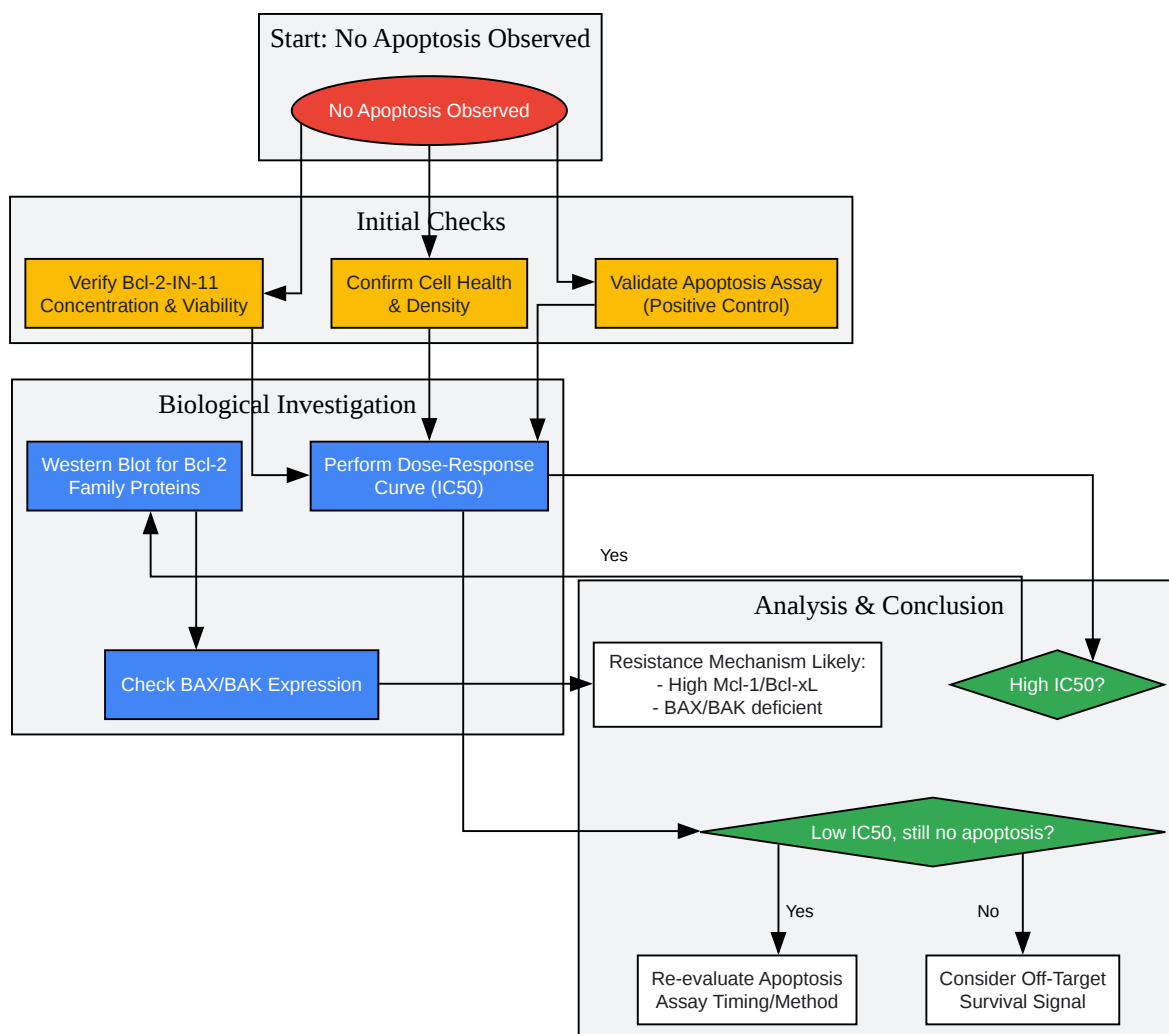 Start: No Apoptosis Observed
No Apoptosis Observed
Initial Checks
Verify Bcl-2-IN-11
Concentration & Viability
Confirm Cell Health
& Density
Validate Apoptosis Assay
(Positive Control)
Biological Investigation
Western Blot for Bcl-2
Family Proteins
Perform Dose-Response
Curve (IC50)
Yes
Analysis & Conclusion
Check BAX/BAK Expression
Resistance Mechanism Likely:
- High Mcl-1/Bcl-xL
- BAX/BAK deficient
High IC50?
Low IC50, still no apoptosis?
Yes
No
Re-evaluate Apoptosis
Assay Timing/Method
Consider Off-Target
Survival Signal